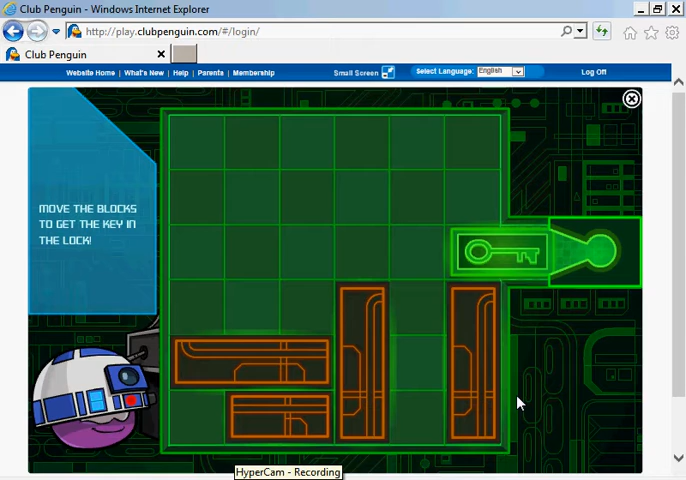 Club Penguin - Windows Internet Explorer
http://play.clubpenguin.com/#/login/
Club Penguin
Website Home | What's New | Help | Parents | Membership
Small Screen
Select Language: English
Log Off
MOVE THE BLOCKS
TO GET THE KEY IN
THE LOCK!
HyperCam - Recording